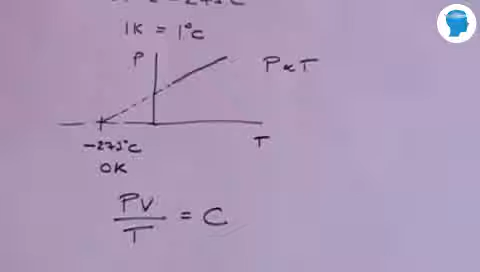 1K = 1°C
P
P ∝ T
-273°C
T
0K
PV/T = C